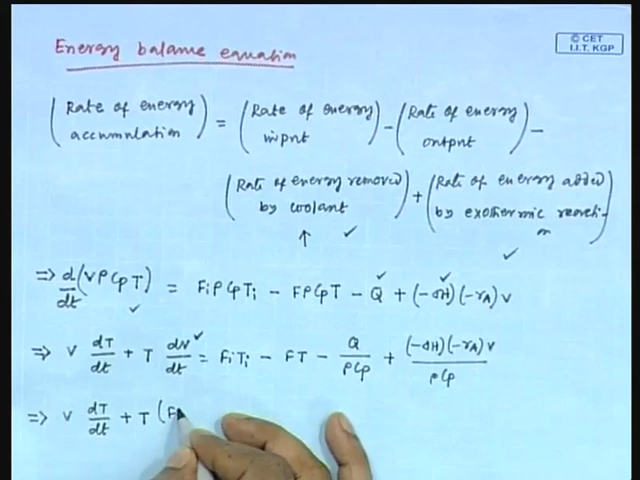 Energy balance equation
© CET
I.I.T. KGP
(Rate of energy accumulation) = (Rate of energy input) - (Rate of energy output) -
(Rate of energy removed by coolant) + (Rate of energy added by exothermic reaction)
↑ ✓ ✓
⇒ d/dt (VρCpT) = FiρCpTi - FρCpT - Q + (-ΔH)(-rA)V
⇒ V dT/dt + T dV/dt = FiTi - FT - Q/ρCp + (-ΔH)(-rA)V/ρCp
⇒ V dT/dt + T (F